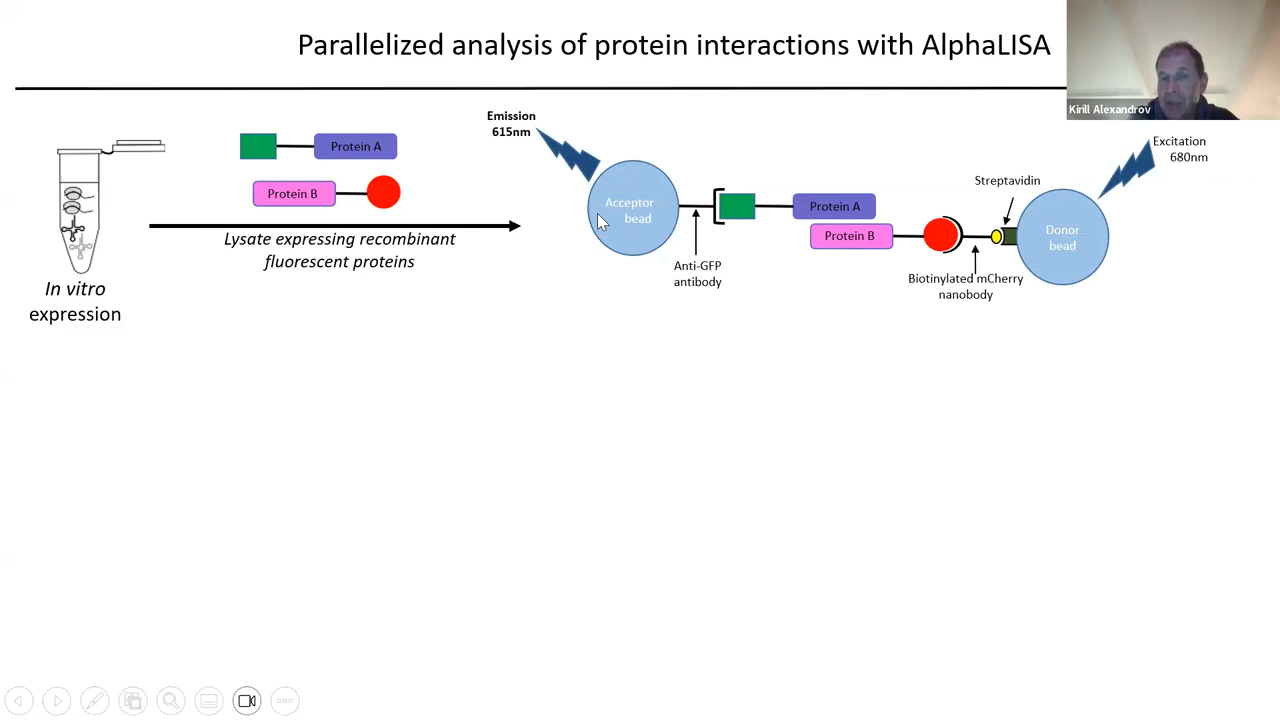 Parallelized analysis of protein interactions with AlphaLISA
Kirill Alexandrov
In vitro
expression
Protein A
Protein B
Lysate expressing recombinant
fluorescent proteins
Emission
615nm
Acceptor
bead
Anti-GFP
antibody
Protein A
Protein B
Biotinylated mCherry
nanobody
Streptavidin
Donor
bead
Excitation
680nm